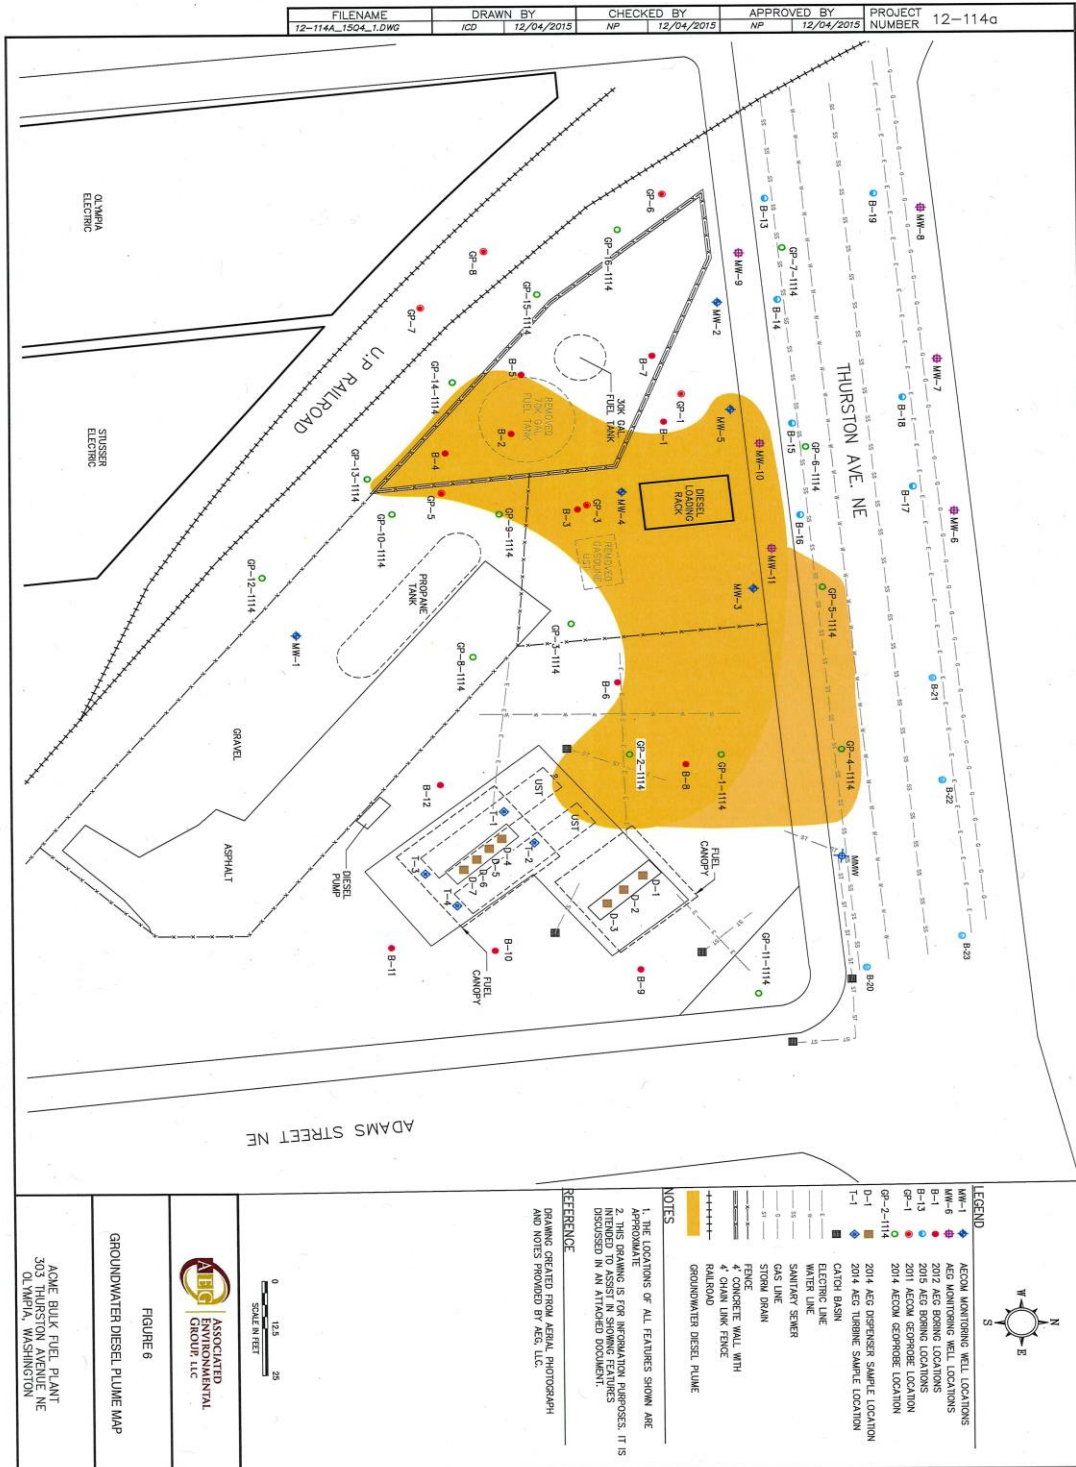 FILENAME
DRAWN BY
CHECKED BY
APPROVED BY
PROJECT
NUMBER
12-114a
12-114A_15Q4_1.DWG
ICD
12/04/2015
NP
12/04/2015
NP
12/04/2015
OLYMPIA
ELECTRIC
STUSSER
ELECTRIC
U.P. RAILROAD
THURSTON AVE. NE
ADAMS STREET NE
MW-8
B-19
B-13
GP-6
MW-9
GP-7-1114
GP-16-1114
GP-8
GP-15-1114
B-14
MW-2
GP-7
MW-7
B-7
B-5
GP-14-1114
GP-1
B-18
MW-5
B-1
30K GAL.
FUEL TANK
REMOVED
70K GAL.
FUEL TANK
B-2
B-4
B-15
GP-6-1114
MW-10
GP-13-1114
GP-5
MW-4
DIESEL
LOADING
RACK
B-17
MW-6
GP-3
B-3
GP-9-1114
GP-10-1114
B-16
MW-11
REMOVED
GASOLINE
UST
GP-12-1114
PROPANE
TANK
MW-3
GP-5-1114
GP-3-1114
MW-1
GP-8-1114
B-6
B-21
GRAVEL
GP-2-1114
GP-1-1114
GP-4-1114
B-8
B-22
B-12
UST
UST
T-1
T-2
T-3
T-4
D-4
D-5
D-6
D-7
D-1
D-2
D-3
FUEL
CANOPY
ASPHALT
DIESEL
PUMP
MMW
B-11
B-10
FUEL
CANOPY
B-9
GP-11-1114
B-20
B-23
N
W
E
S
LEGEND
MW-1 AECOM MONITORING WELL LOCATIONS
MW-6 AEG MONITORING WELL LOCATIONS
B-1 2012 AEG BORING LOCATIONS
B-13 2015 AEG BORING LOCATIONS
GP-1 2011 AECOM GEOPROBE LOCATION
GP-2-1114 2014 AECOM GEOPROBE LOCATION
D-1 2014 AEG DISPENSER SAMPLE LOCATION
T-1 2014 AEG TURBINE SAMPLE LOCATION
CATCH BASIN
E ELECTRIC LINE
W WATER LINE
SS SANITARY SEWER
G GAS LINE
ST STORM DRAIN
FENCE
4' CONCRETE WALL WITH
4' CHAIN LINK FENCE
RAILROAD
GROUNDWATER DIESEL PLUME
NOTES
1. THE LOCATIONS OF ALL FEATURES SHOWN ARE
APPROXIMATE
2. THIS DRAWING IS FOR INFORMATION PURPOSES. IT IS
INTENDED TO ASSIST IN SHOWING FEATURES
DISCUSSED IN AN ATTACHED DOCUMENT.
REFERENCE
DRAWING CREATED FROM AERIAL PHOTOGRAPH
AND NOTES PROVIDED BY AEG, LLC.
0 12.5 25
SCALE IN FEET
AEG
ASSOCIATED
ENVIRONMENTAL
GROUP, LLC
FIGURE 6
GROUNDWATER DIESEL PLUME MAP
ACME BULK FUEL PLANT
303 THURSTON AVENUE NE
OLYMPIA, WASHINGTON